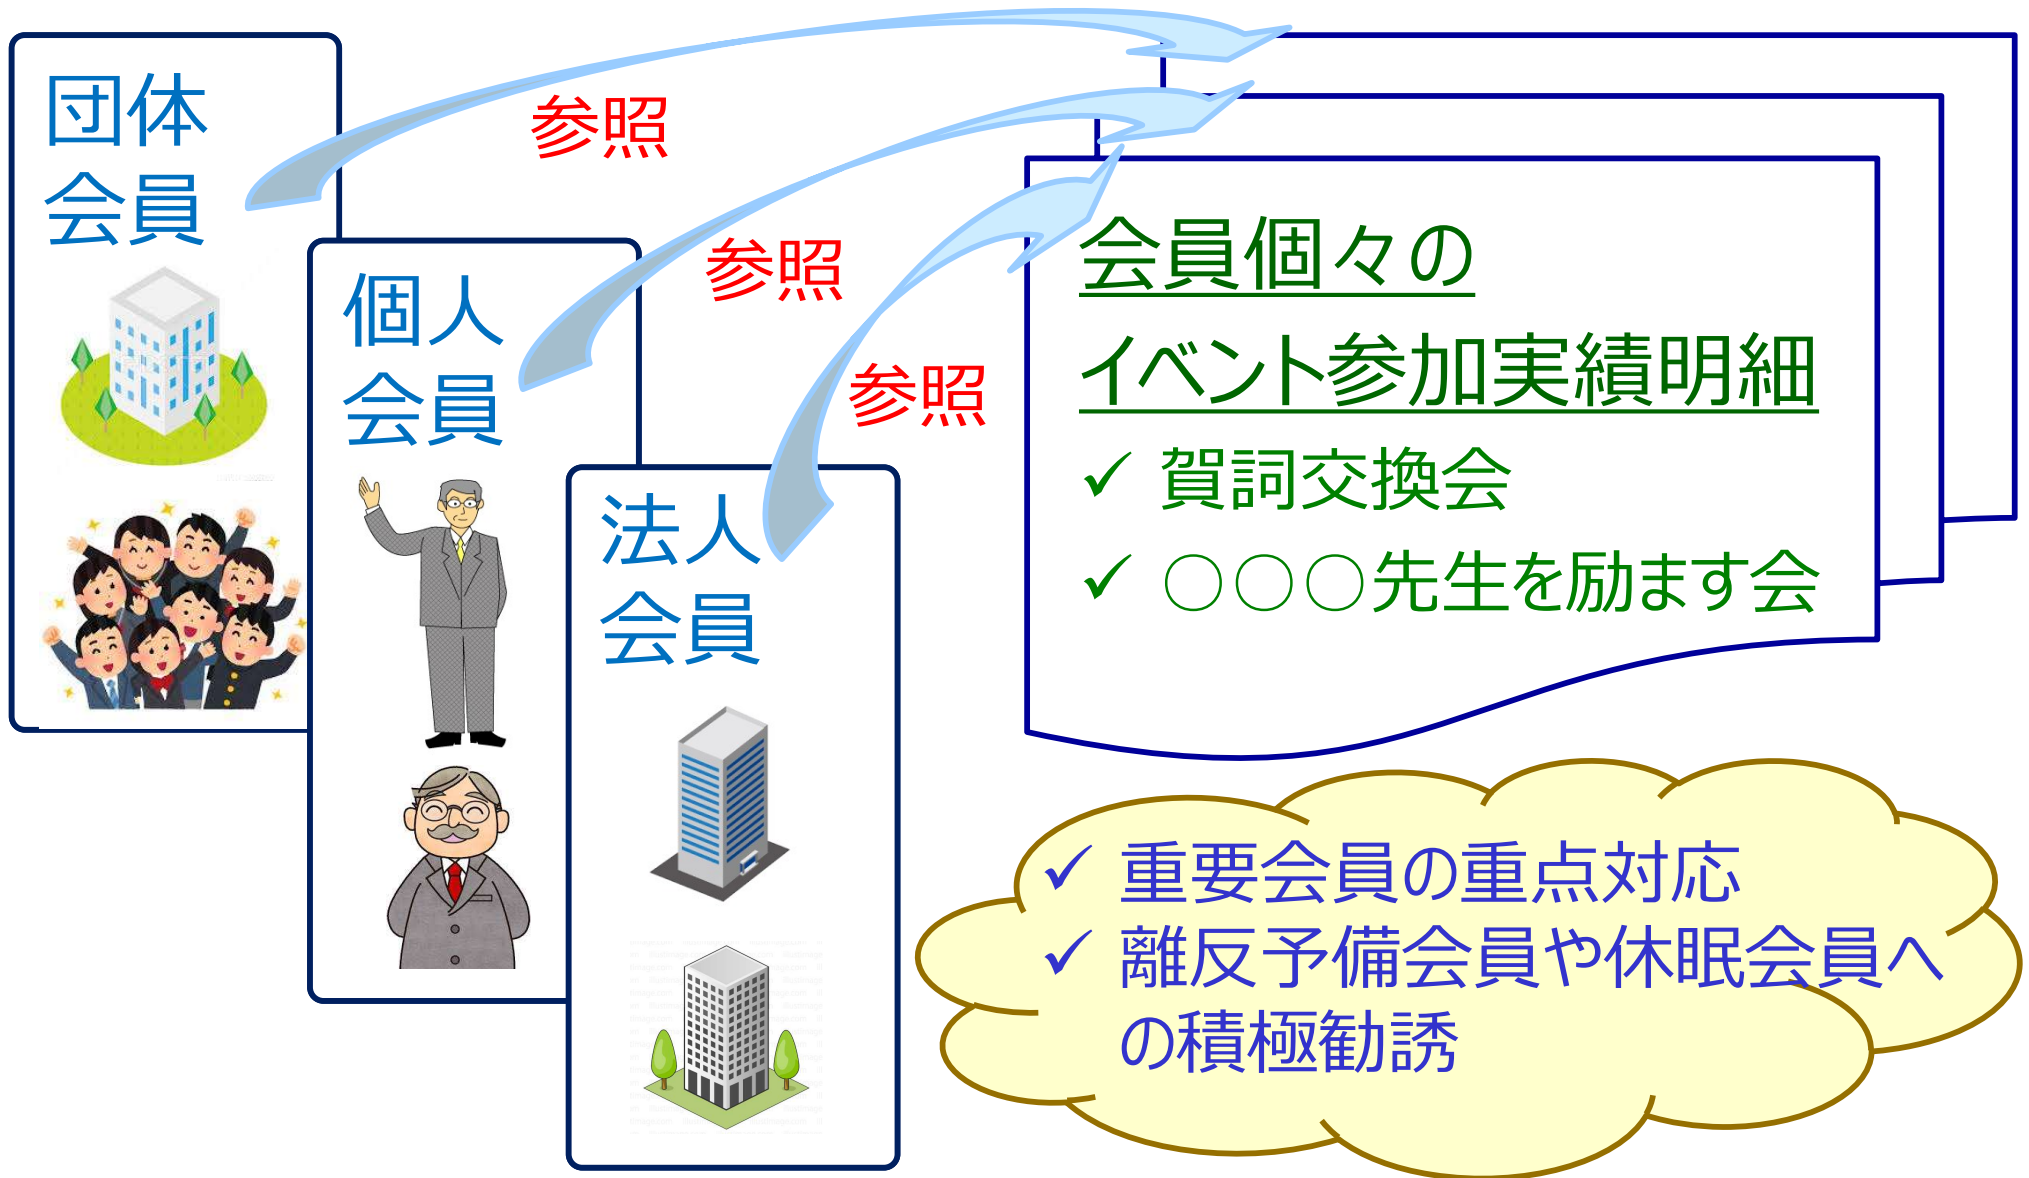 団体
会員
参照
個人
会員
参照
法人
会員
参照
会員個々の
イベント参加実績明細
✓ 賀詞交換会
✓ 〇〇〇先生を励ます会
✓ 重要会員の重点対応
✓ 離反予備会員や休眠会員へ
の積極勧誘